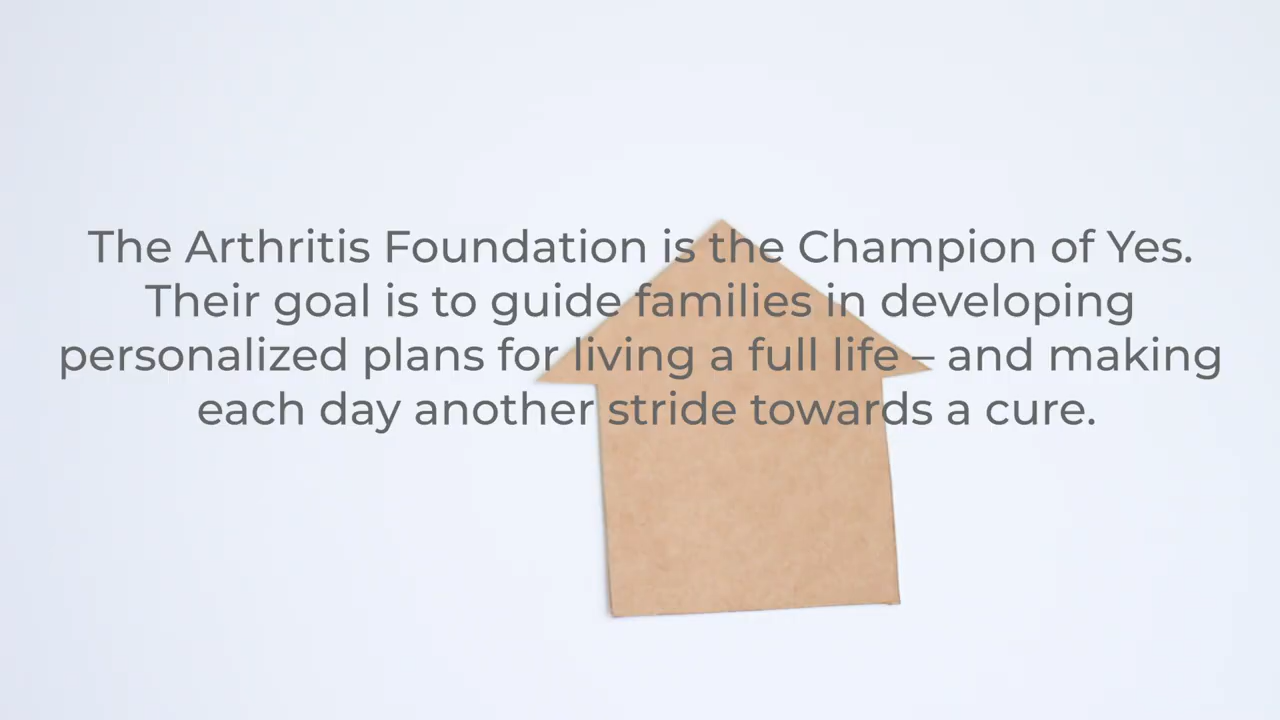 The Arthritis Foundation is the Champion of Yes.
Their goal is to guide families in developing
personalized plans for living a full life – and making
each day another stride towards a cure.